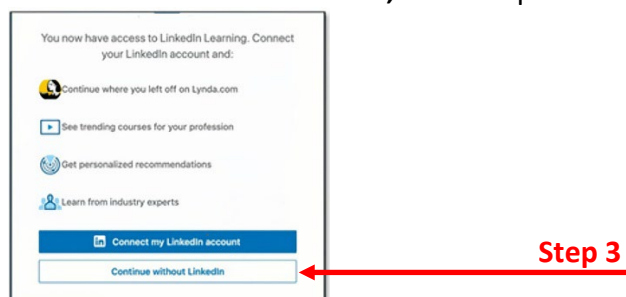 You now have access to LinkedIn Learning. Connect
your LinkedIn account and:
Continue where you left off on Lynda.com
See trending courses for your profession
Get personalized recommendations
Learn from industry experts
in Connect my LinkedIn account
Continue without LinkedIn
Step 3